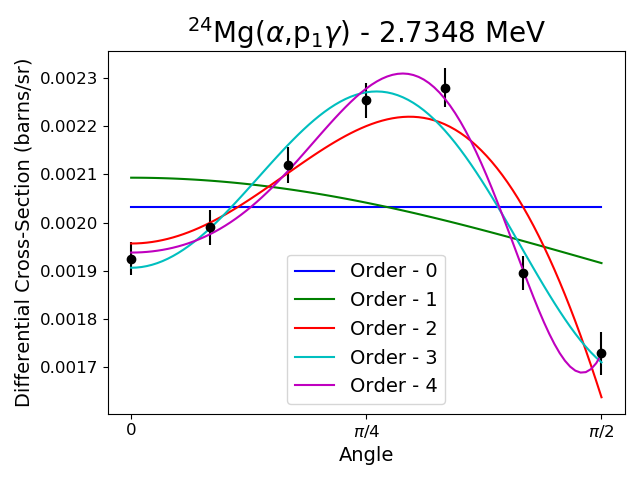 ²⁴Mg(α,p₁γ) - 2.7348 MeV
Differential Cross-Section (barns/sr)
0.0023
0.0022
0.0021
0.0020
0.0019
0.0018
0.0017
Order - 0
Order - 1
Order - 2
Order - 3
Order - 4
0
π/4
π/2
Angle